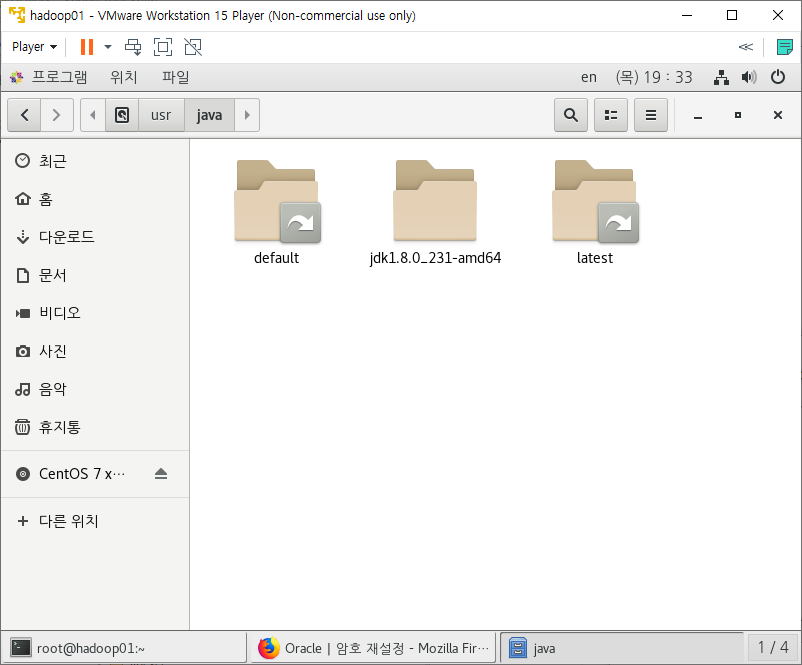 hadoop01 - VMware Workstation 15 Player (Non-commercial use only)
Player
프로그램 위치 파일 en (목) 19 : 33
usr java
최근
홈
다운로드
문서
비디오
사진
음악
휴지통
CentOS 7 x…
다른 위치
default jdk1.8.0_231-amd64 latest
root@hadoop01:~ Oracle | 암호 재설정 - Mozilla Fir… java 1 / 4